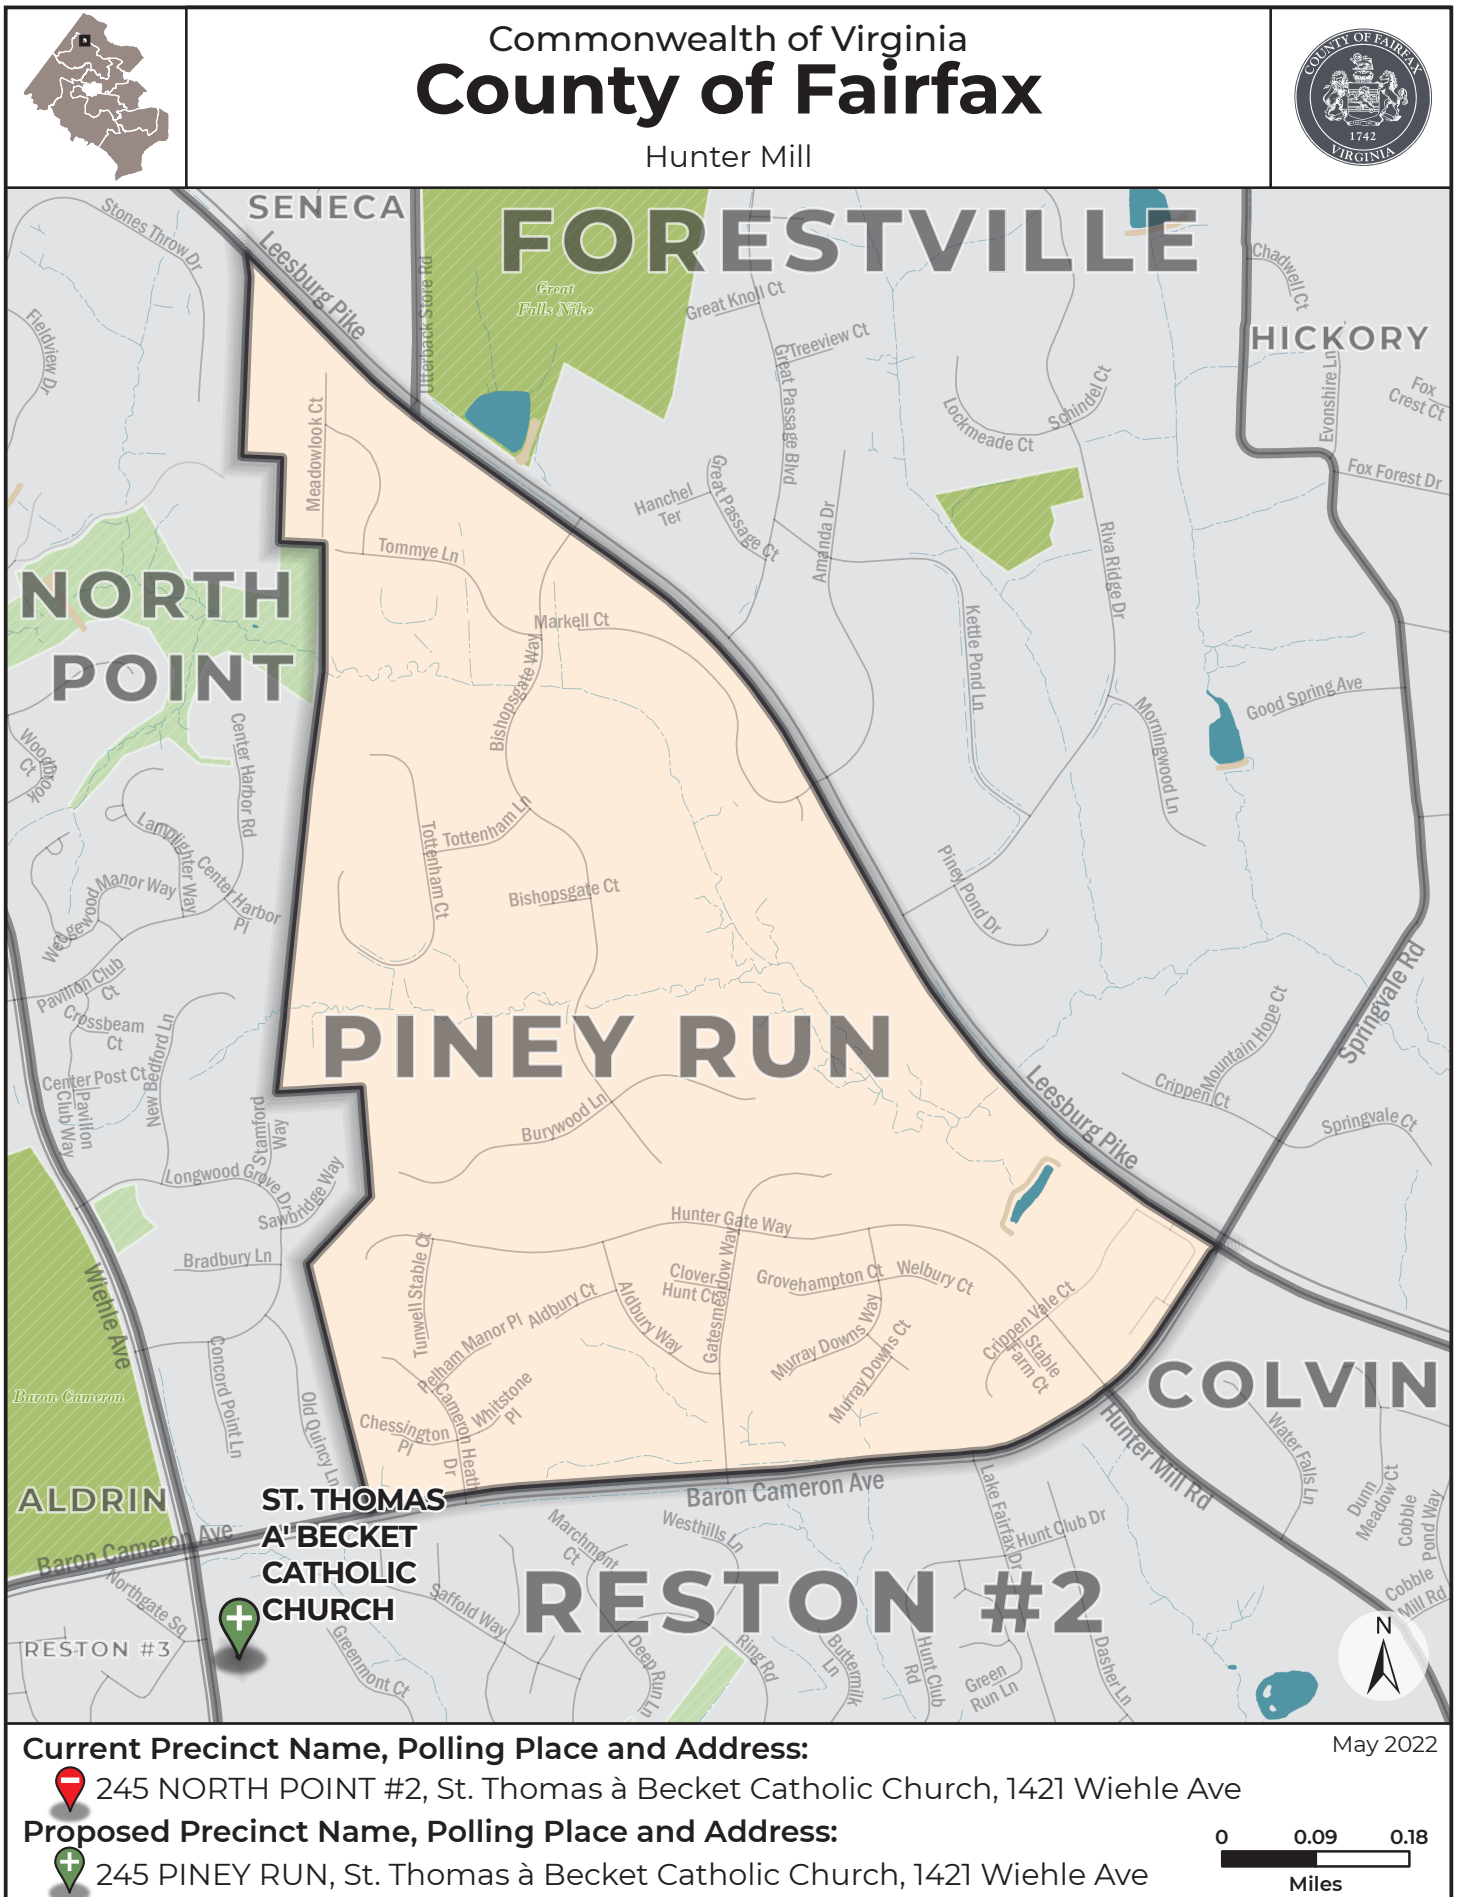 Commonwealth of Virginia
County of Fairfax
Hunter Mill
COUNTY OF FAIRFAX
1742
VIRGINIA
SENECA
FORESTVILLE
Stones Throw Dr
Leesburg Pike
Utterback Store Rd
Great
Falls Nike
Great Knoll Ct
Treeview Ct
Great Passage Blvd
Chadwell Ct
HICKORY
Fieldview Dr
Meadowlook Ct
Lockmeade Ct
Schindel Ct
Evonshire Ln
Fox
Crest Ct
Fox Forest Dr
Hanchel
Ter
Great Passage Ct
Amanda Dr
Riva Ridge Dr
Tommye Ln
NORTH
POINT
Markell Ct
Kettle Pond Ln
Bishopsgate Way
Good Spring Ave
Morningwood Ln
Woodbrook
Ct
Center Harbor Rd
Lamplighter Way
Tottenham Ln
Tottenham Ct
Bishopsgate Ct
Piney Pond Dr
Wedgewood Manor Way
Center Harbor
Pl
Pavilion Club
Ct
Crossbeam
Ct
Center Post Ct
Pavilion
Club Way
New Bedford Ln
PINEY RUN
Springvale Rd
Mountain Hope Ct
Crippen Ct
Springvale Ct
Leesburg Pike
Stamford
Way
Burywood Ln
Longwood Grove Dr
Sawbridge Way
Bradbury Ln
Wiehle Ave
Hunter Gate Way
Tunwell Stable Ct
Clover
Hunt Ct
Gatesmeadow Way
Grovehampton Ct
Welbury Ct
Aldbury Ct
Aldbury Way
Pelham Manor Pl
Murray Downs Way
Murray Downs Ct
Crippen Vale Ct
Stable
Farm Ct
COLVIN
Baron Cameron
Concord Point Ln
Old Quincy Ln
Chessington
Pl
Cameron Heath
Dr
Whitstone
Pl
Hunter Mill Rd
Water Falls Ln
Dunn
Meadow Ct
Cobble
Pond Way
Cobble
Mill Rd
ALDRIN
Baron Cameron Ave
Baron Cameron Ave
ST. THOMAS
A' BECKET
CATHOLIC
CHURCH
Northgate Sq
RESTON #3
Greenmont Ct
Saffold Way
Marchmont
Ct
Westhills Ln
Lake Fairfax Dr
Hunt Club Dr
RESTON #2
Deep Run Ln
Ring Rd
Buttermilk
Ln
Hunt Club
Rd
Green
Run Ln
Dasher Ln
N
Current Precinct Name, Polling Place and Address:
May 2022
245 NORTH POINT #2, St. Thomas à Becket Catholic Church, 1421 Wiehle Ave
Proposed Precinct Name, Polling Place and Address:
245 PINEY RUN, St. Thomas à Becket Catholic Church, 1421 Wiehle Ave
0 0.09 0.18
Miles